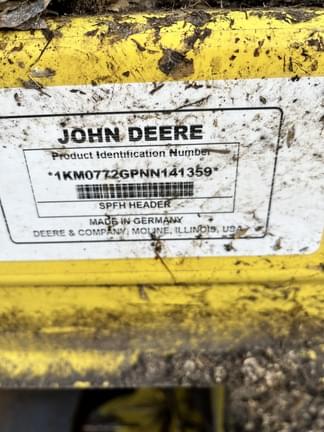 JOHN DEERE
Product Identification Number
*1KM0772GPNN141359*
SPFH HEADER
MADE IN GERMANY
DEERE & COMPANY, MOLINE, ILLINOIS, USA